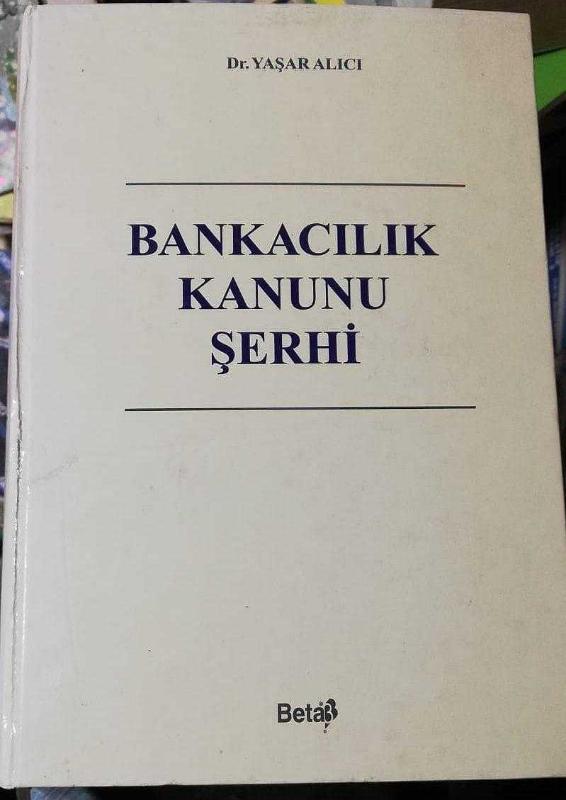 Dr. YAŞAR ALICI
BANKACILIK
KANUNU
ŞERHİ
Beta